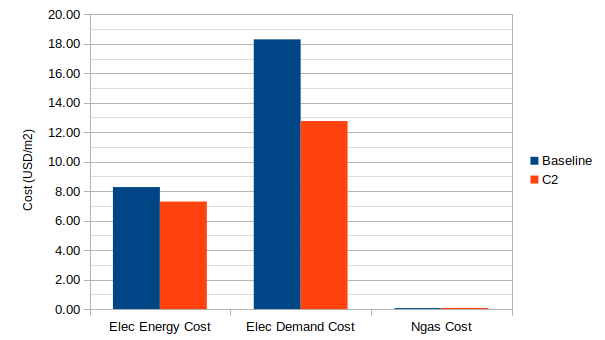 20.00
18.00
16.00
14.00
12.00
10.00
8.00
6.00
4.00
2.00
0.00
Cost (USD/m2)
Elec Energy Cost
Elec Demand Cost
Ngas Cost
Baseline
C2